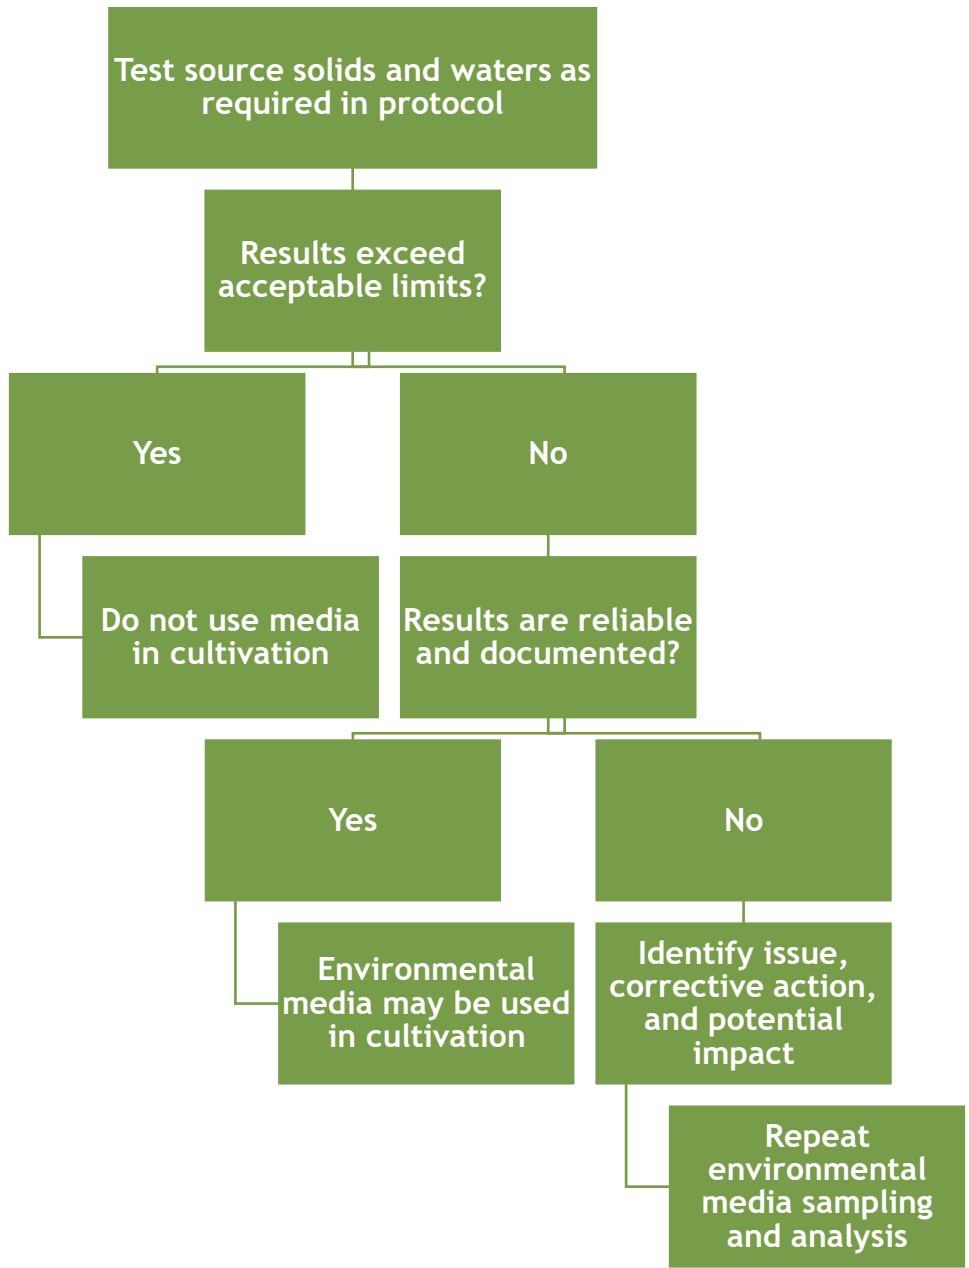 Test source solids and waters as
required in protocol
Results exceed
acceptable limits?
Yes
No
Do not use media
in cultivation
Results are reliable
and documented?
Yes
No
Environmental
media may be used
in cultivation
Identify issue,
corrective action,
and potential
impact
Repeat
environmental
media sampling
and analysis